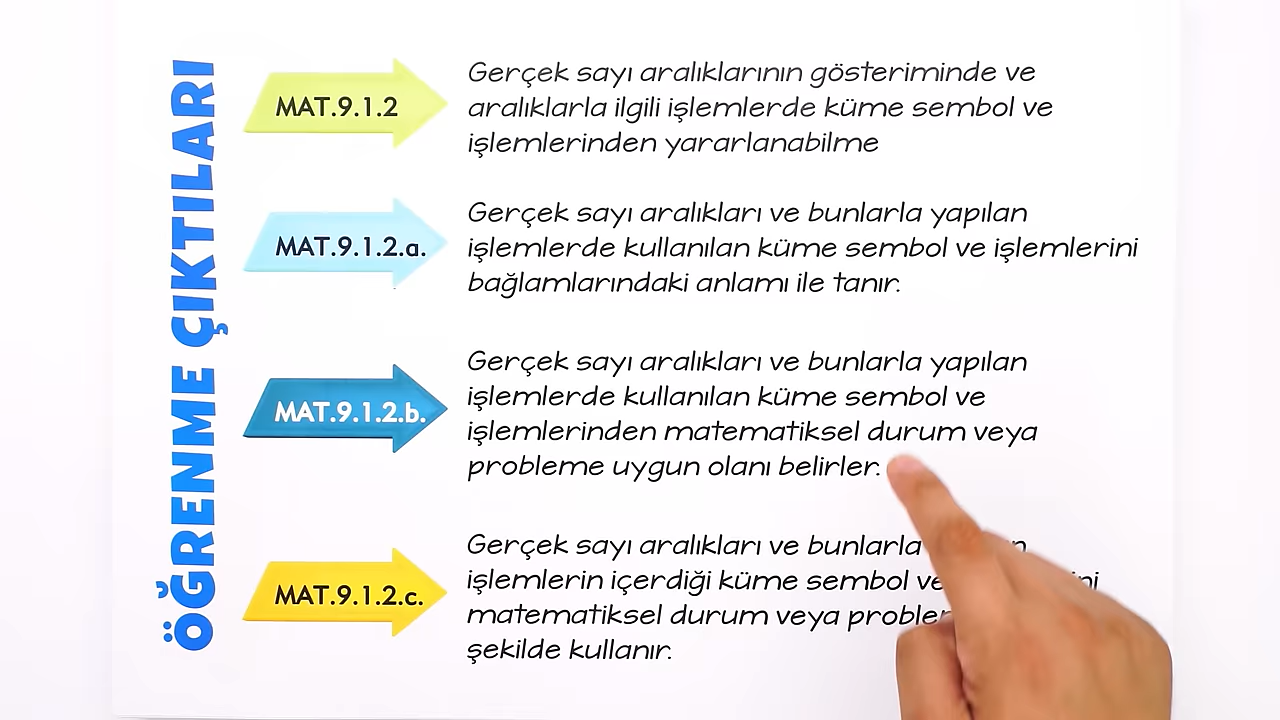 ÖĞRENME ÇIKTILARI
MAT.9.1.2
Gerçek sayı aralıklarının gösteriminde ve
aralıklarla ilgili işlemlerde küme sembol ve
işlemlerinden yararlanabilme
MAT.9.1.2.a.
Gerçek sayı aralıkları ve bunlarla yapılan
işlemlerde kullanılan küme sembol ve işlemlerini
bağlamlarındaki anlamı ile tanır.
MAT.9.1.2.b.
Gerçek sayı aralıkları ve bunlarla yapılan
işlemlerde kullanılan küme sembol ve
işlemlerinden matematiksel durum veya
probleme uygun olanı belirler.
MAT.9.1.2.c.
Gerçek sayı aralıkları ve bunlarla
işlemlerin içerdiği küme sembol
matematiksel durum veya
şekilde kullanır.